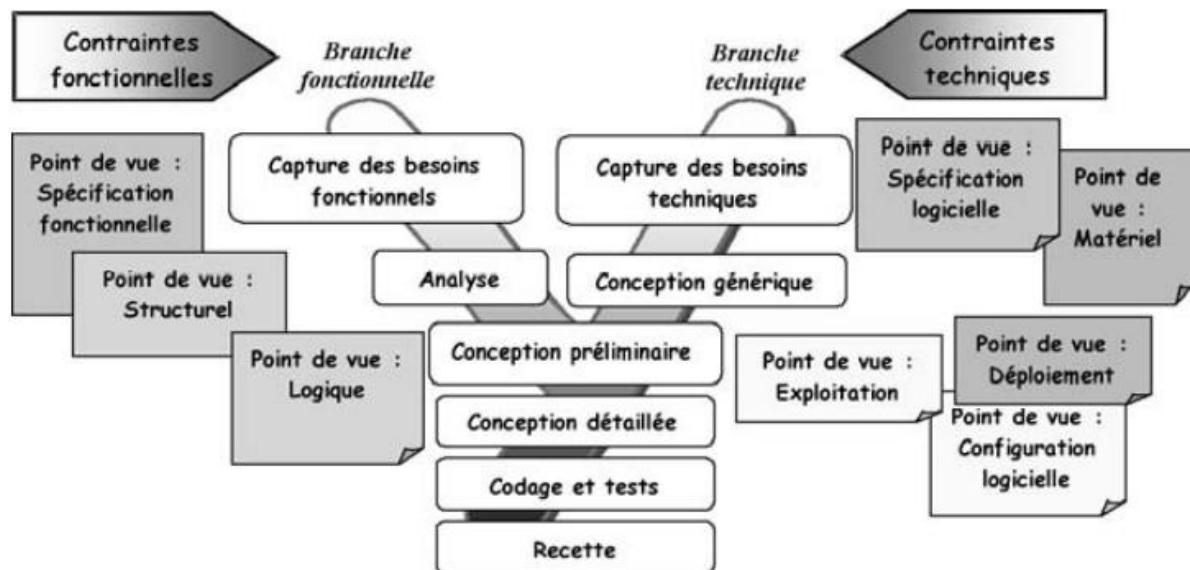 Contraintes
fonctionnelles
Branche
fonctionnelle
Branche
technique
Contraintes
techniques
Point de vue :
Spécification
fonctionnelle
Capture des besoins
fonctionnels
Capture des besoins
techniques
Point de vue :
Spécification
logicielle
Point de
vue :
Matériel
Point de vue :
Structurel
Analyse
Conception générique
Point de vue :
Logique
Conception préliminaire
Point de vue :
Exploitation
Point de vue :
Déploiement
Conception détaillée
Point de vue :
Configuration
logicielle
Codage et tests
Recette